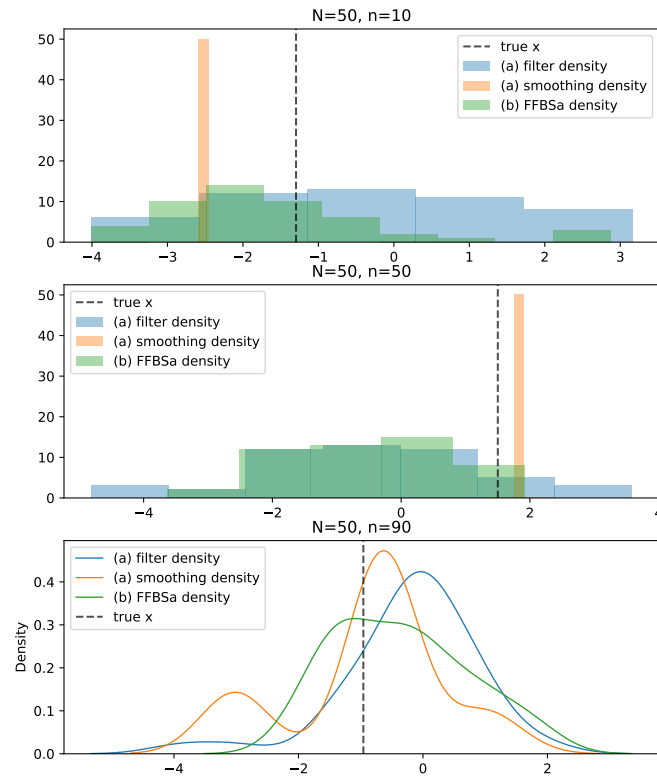 N=50, n=10
50
40
30
20
10
0
true x
(a) filter density
(a) smoothing density
(b) FFBSa density
−4 −3 −2 −1 0 1 2 3
N=50, n=50
50
40
30
20
10
0
true x
(a) filter density
(a) smoothing density
(b) FFBSa density
−4 −2 0 2 4
N=50, n=90
Density
0.4
0.3
0.2
0.1
0.0
(a) filter density
(a) smoothing density
(b) FFBSa density
true x
−4 −2 0 2